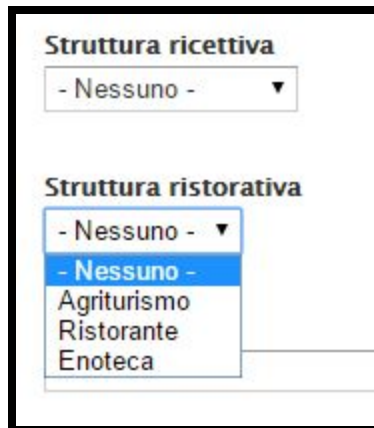 Struttura ricettiva
- Nessuno -
Struttura ristorativa
- Nessuno -
- Nessuno -
Agriturismo
Ristorante
Enoteca